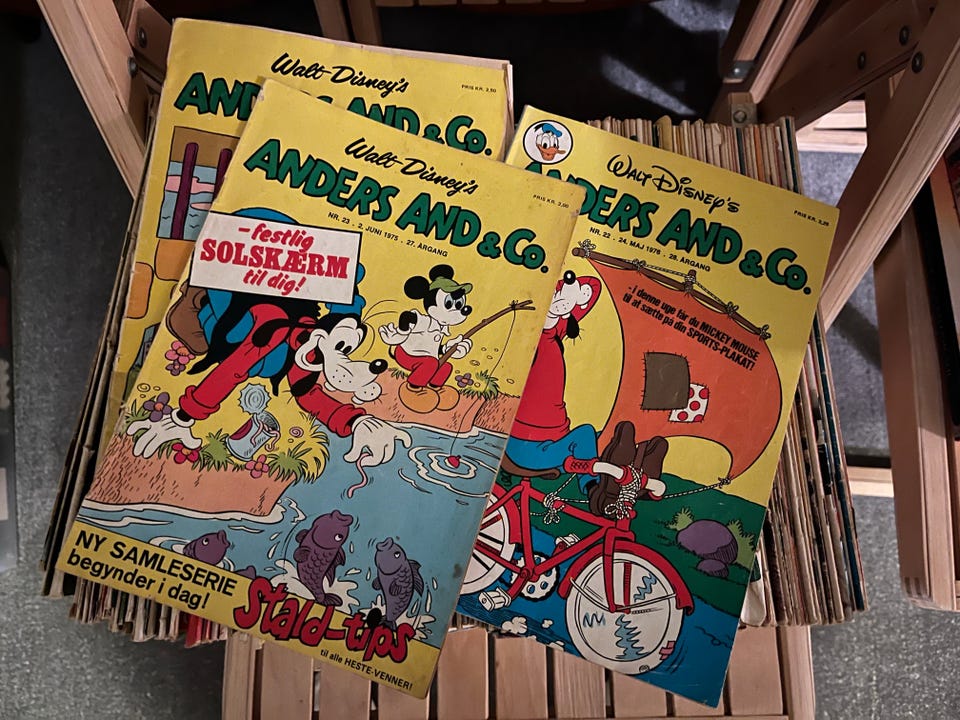 Walt Disney's
PRIS KR. 2,50
AND
& Co.
Walt Disney's
PRIS KR. 2,00
ANDERS AND & Co.
NR. 23 . 2. JUNI 1975 . 27. ÅRGANG
- festlig
SOLSKÆRM
til dig!
NY SAMLESERIE
begynder i dag!
Stald-tips
til alle HESTE-VENNER!
WALT DISNEY'S
PRIS KR. 3,25
ANDERS AND & Co.
NR. 22 . 24. MAJ 1976 . 28. ÅRGANG
- i denne uge får du MICKEY MOUSE
til at sætte på din SPORTS-PLAKAT!